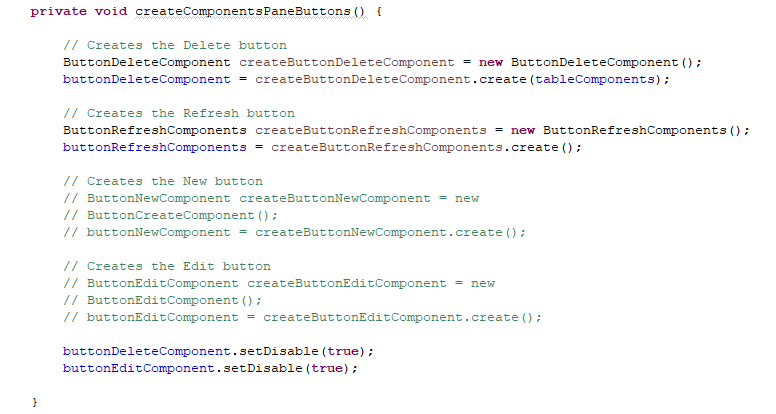 private void createComponentsPaneButtons() {
// Creates the Delete button
ButtonDeleteComponent createButtonDeleteComponent = new ButtonDeleteComponent();
buttonDeleteComponent = createButtonDeleteComponent.create(tableComponents);
// Creates the Refresh button
ButtonRefreshComponents createButtonRefreshComponents = new ButtonRefreshComponents();
buttonRefreshComponents = createButtonRefreshComponents.create();
// Creates the New button
// ButtonNewComponent createButtonNewComponent = new
// ButtonCreateComponent();
// buttonNewComponent = createButtonNewComponent.create();
// Creates the Edit button
// ButtonEditComponent createButtonEditComponent = new
// ButtonEditComponent();
// buttonEditComponent = createButtonEditComponent.create();
buttonDeleteComponent.setDisable(true);
buttonEditComponent.setDisable(true);
}